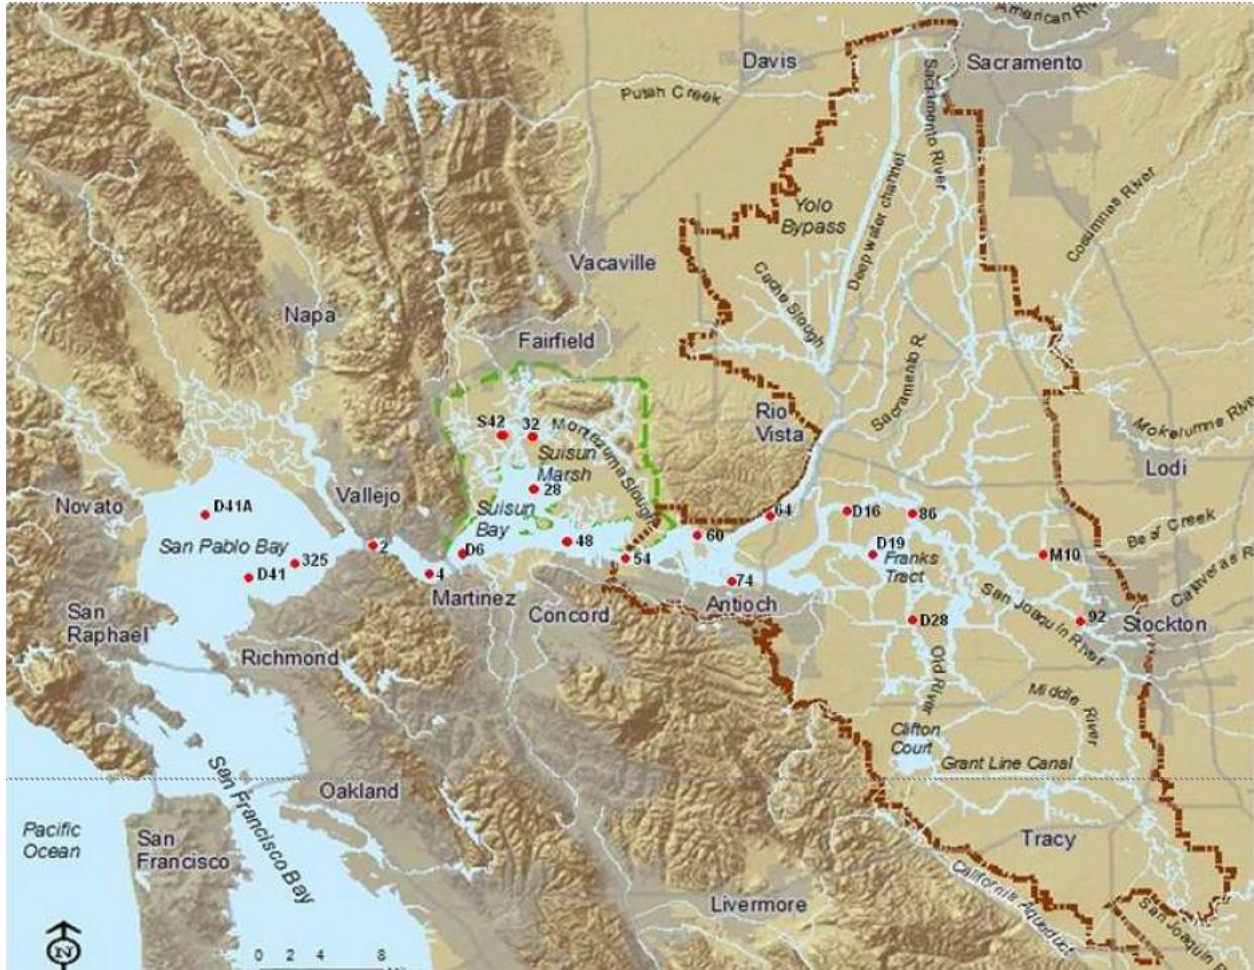 American Riv
Davis
Sacramento
Putah Creek
Sacramento River
Deep water channel
Yolo
Bypass
Cosumnes River
Vacaville
Cache Slough
Napa
Fairfield
Sacramento R.
Rio
Vista
S42
32
Montezuma Slough
Suisun
Marsh
Mokelumne Rive
Lodi
28
Vallejo
Novato
D41A
Suisun
Bay
64
D16
86
Bear Creek
San Pablo Bay
2
D6
48
60
D19
M10
325
D41
4
54
Franks
Tract
74
Calaveras R
Martinez
Concord
Antioch
San Joaquin River
92
Stockton
San
Raphael
D28
Richmond
Old River
Middle River
Clifton
Court
Grant Line Canal
San Francisco Bay
Oakland
Pacific
Ocean
San
Francisco
Tracy
California Aqueduct
Livermore
San Joaquin R
N
0 2 4 8